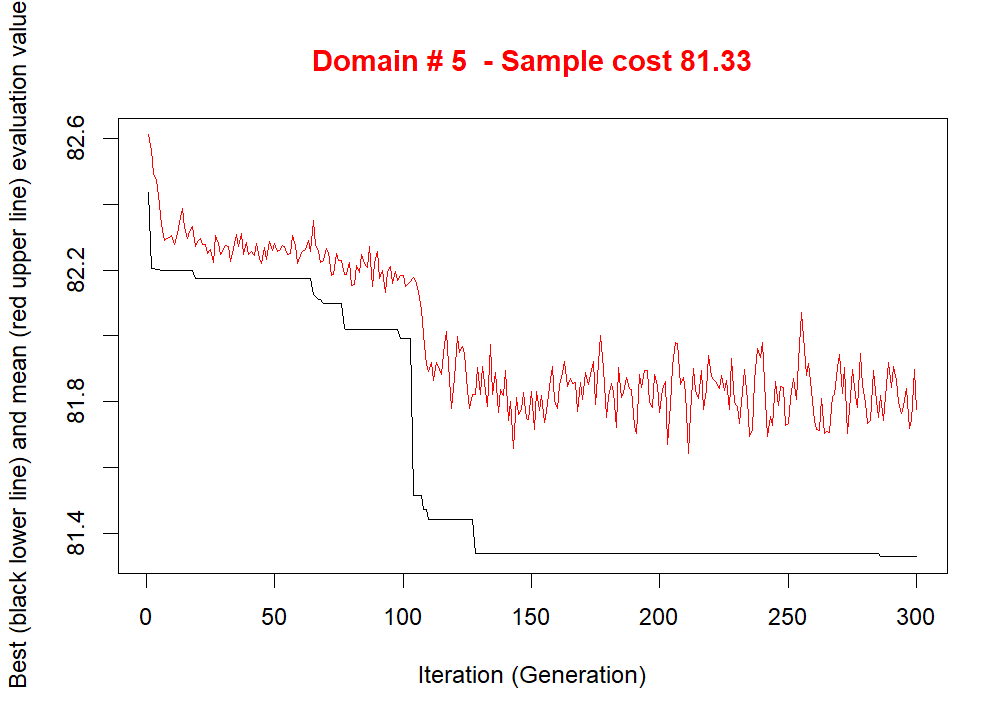 Domain # 5  - Sample cost 81.33
Best (black lower line) and mean (red upper line) evaluation value
82.6
82.2
81.8
81.4
0 50 100 150 200 250 300
Iteration (Generation)